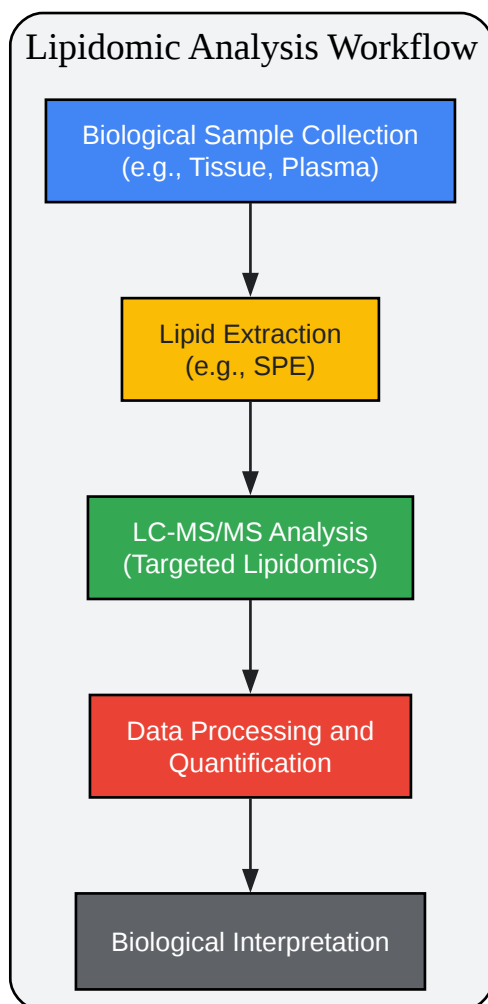 Lipidomic Analysis Workflow
Biological Sample Collection
(e.g., Tissue, Plasma)
Lipid Extraction
(e.g., SPE)
LC-MS/MS Analysis
(Targeted Lipidomics)
Data Processing and
Quantification
Biological Interpretation